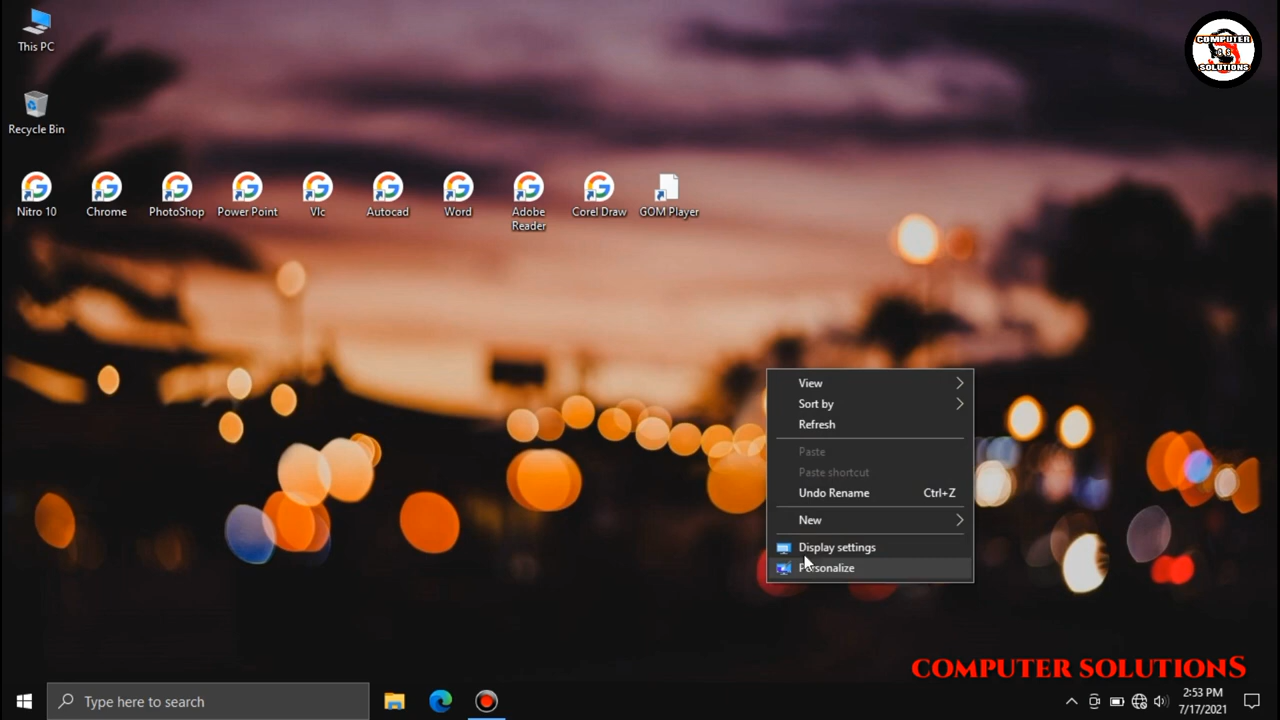 This PC
COMPUTER
SOLUTIONS
Recycle Bin
Nitro 10
Chrome
PhotoShop
Power Point
Vlc
Autocad
Word
Adobe
Reader
Corel Draw
GOM Player
View
Sort by
Refresh
Paste
Paste shortcut
Undo Rename Ctrl+Z
New
Display settings
Personalize
COMPUTER SOLUTIONS
Type here to search
2:53 PM
7/17/2021